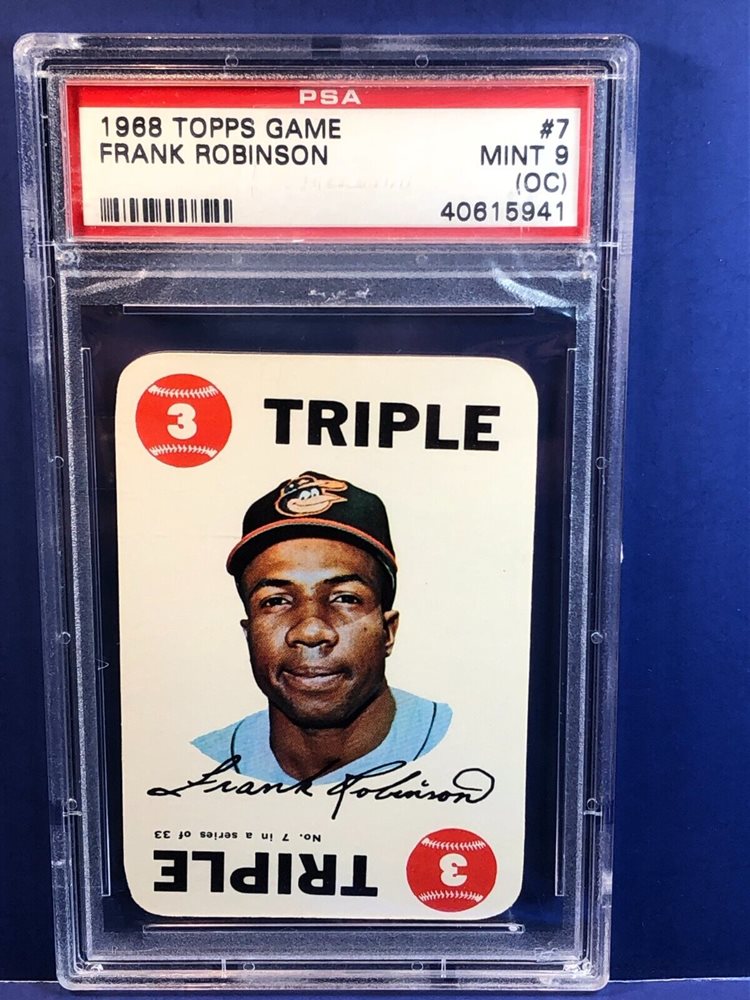 PSA
1968 TOPPS GAME #7
FRANK ROBINSON MINT 9
(OC)
40615941
3 TRIPLE
Frank Robinson
No. 7 in a series of 33
3 TRIPLE